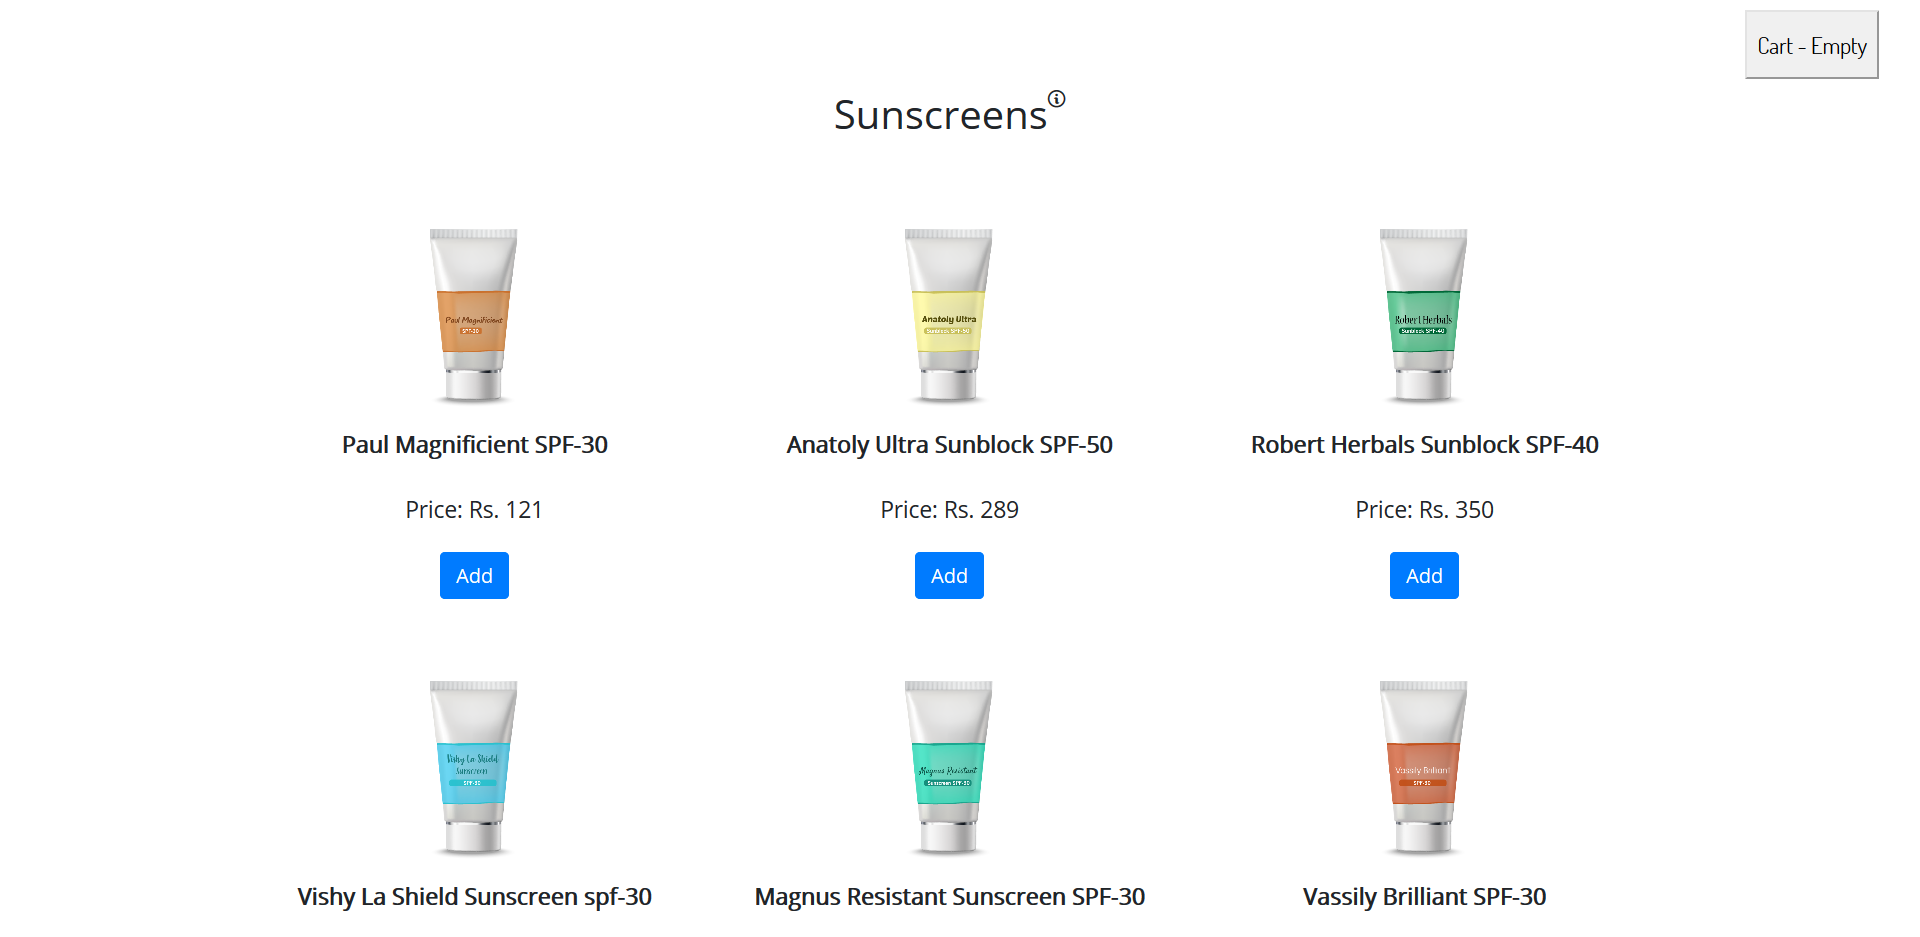 Cart - Empty
Sunscreens
Paul Magnificient
SPF-30
Anatoly Ultra
Sunblock SPF-50
Robert Herbals
Sunblock SPF-40
Paul Magnificient SPF-30
Anatoly Ultra Sunblock SPF-50
Robert Herbals Sunblock SPF-40
Price: Rs. 121
Price: Rs. 289
Price: Rs. 350
Add
Add
Add
Vishy La Shield
Sunscreen
SPF-30
Magnus Resistant
Sunscreen SPF-30
Vassily Briliant
SPF-30
Vishy La Shield Sunscreen spf-30
Magnus Resistant Sunscreen SPF-30
Vassily Brilliant SPF-30